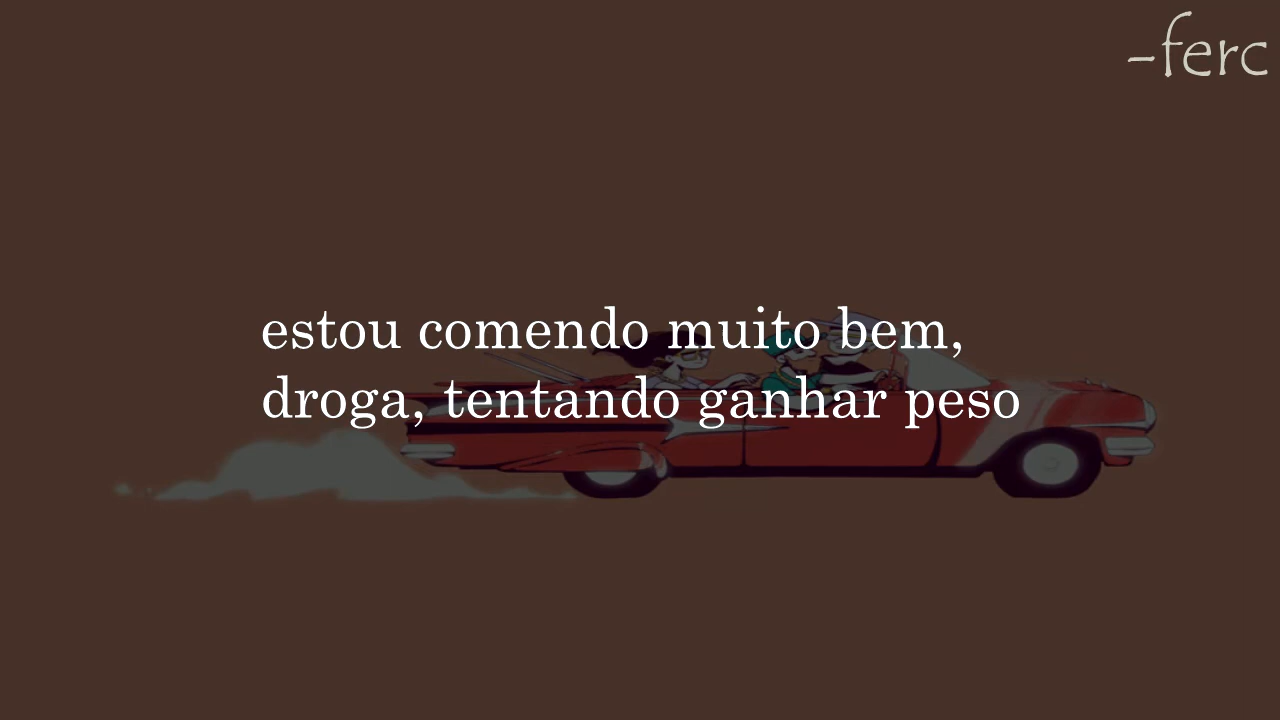 -ferc
estou comendo muito bem,
droga, tentando ganhar peso